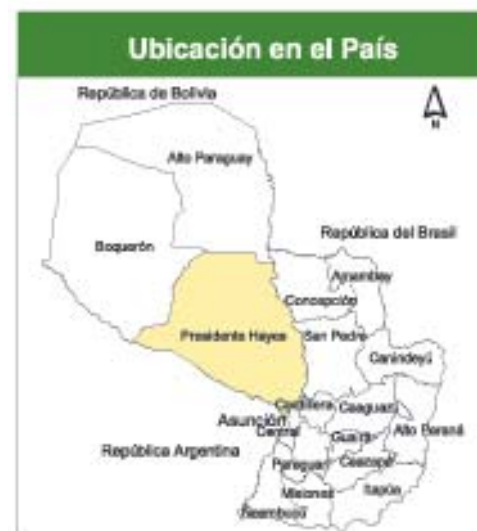 Ubicación en el País
República de Bolivia
N
Alto Paraguay
Boquerón
República del Brasil
Amambay
Concepción
Presidente Hayes
San Pedro
Canindeyú
Cordillera
Caaguazú
Asunción
Central
Alto Paraná
Guairá
República Argentina
Paraguarí
Caazapá
Misiones
Itapúa
Ñeembucú